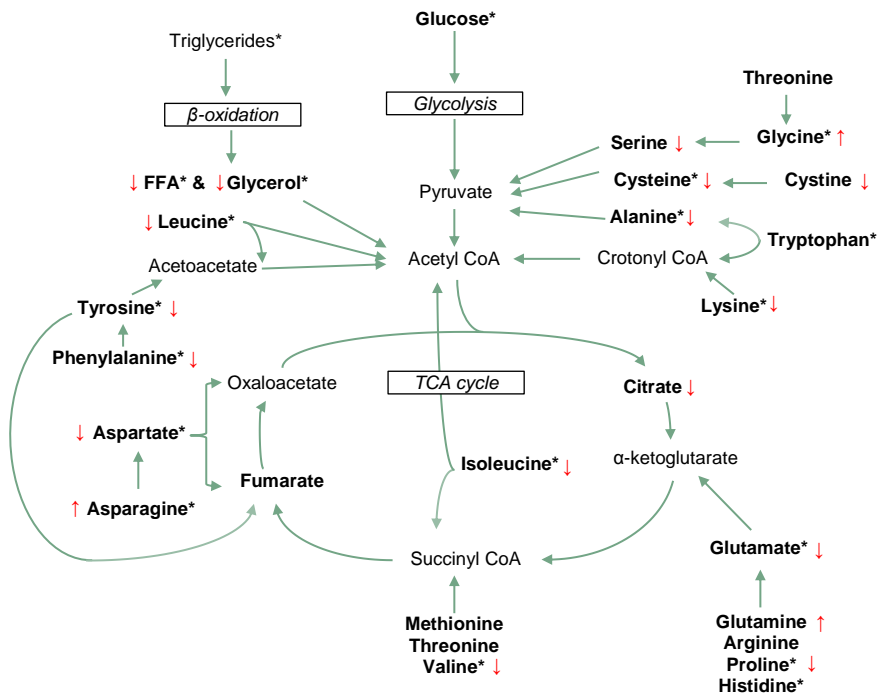 Glucose*
Triglycerides*
Threonine
β-oxidation
Glycolysis
Serine ↓
Glycine* ↑
↓ FFA* & ↓Glycerol*
Pyruvate
Cysteine* ↓
Cystine ↓
↓ Leucine*
Alanine*↓
Tryptophan*
Acetoacetate
Acetyl CoA
Crotonyl CoA
Tyrosine* ↓
Lysine*↓
Phenylalanine*↓
Oxaloacetate
TCA cycle
Citrate ↓
↓ Aspartate*
Fumarate
Isoleucine* ↓
α-ketoglutarate
↑ Asparagine*
Succinyl CoA
Glutamate* ↓
Methionine
Threonine
Valine* ↓
Glutamine ↑
Arginine
Proline* ↓
Histidine*